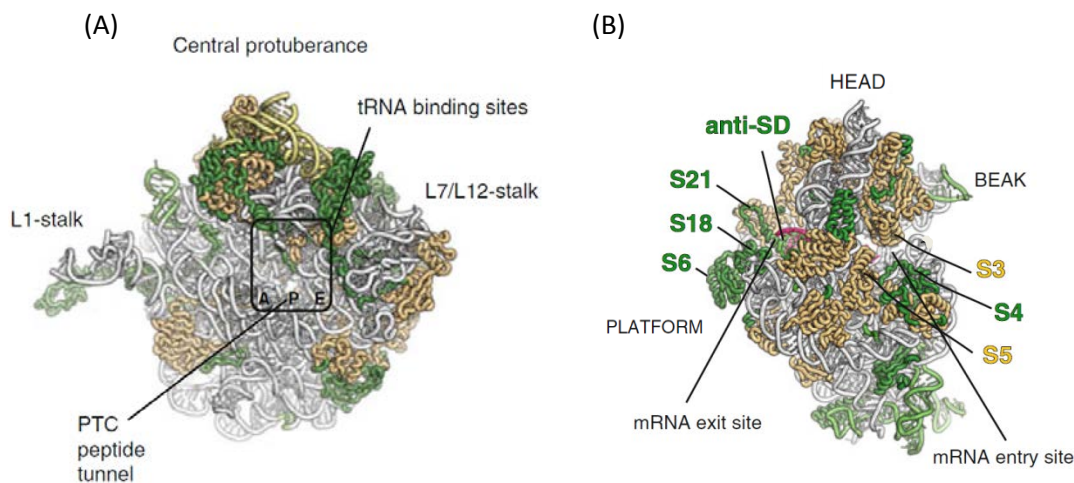 (A)
Central protuberance
tRNA binding sites
L7/L12-stalk
L1-stalk
A P E
PTC
peptide
tunnel
(B)
HEAD
anti-SD
BEAK
S21
S18
S6
S3
S4
S5
PLATFORM
mRNA exit site
mRNA entry site